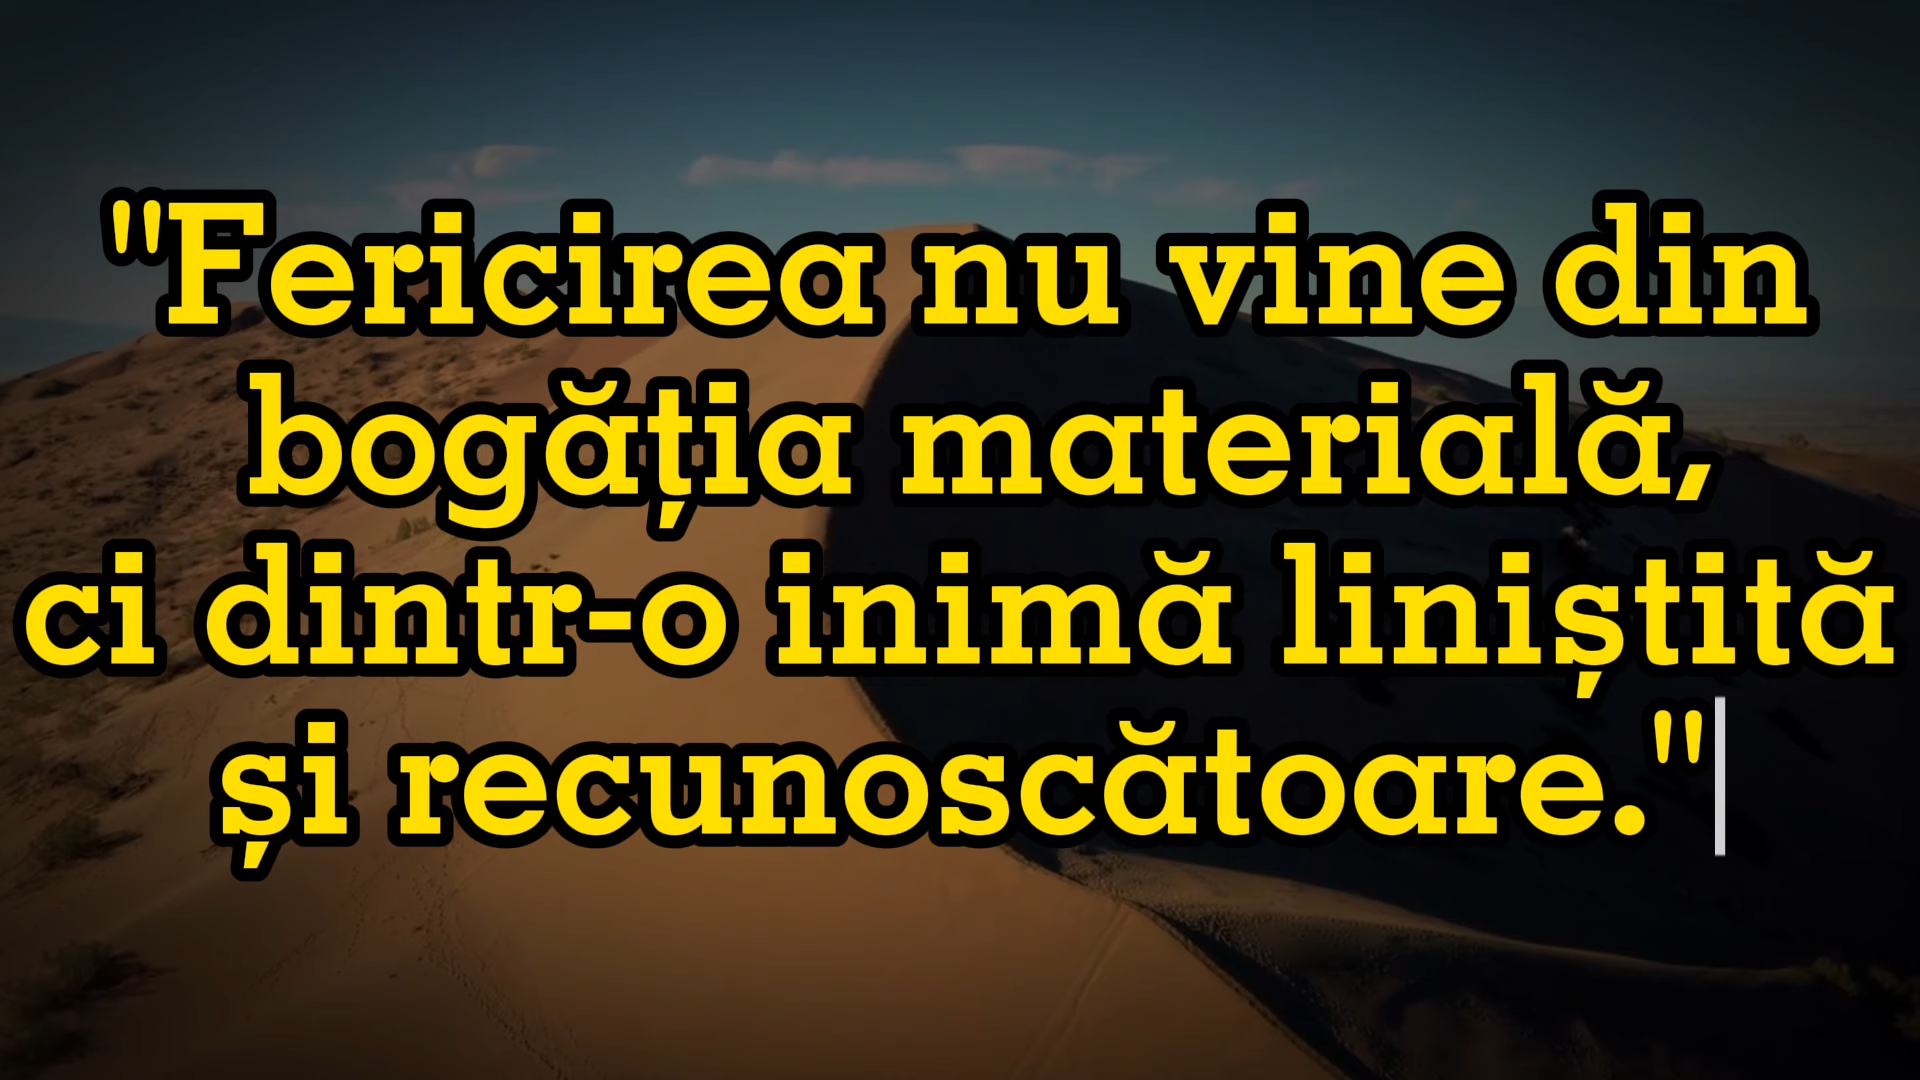 "Fericirea nu vine din
bogăția materială,
ci dintr-o inimă liniștită
și recunoscătoare."